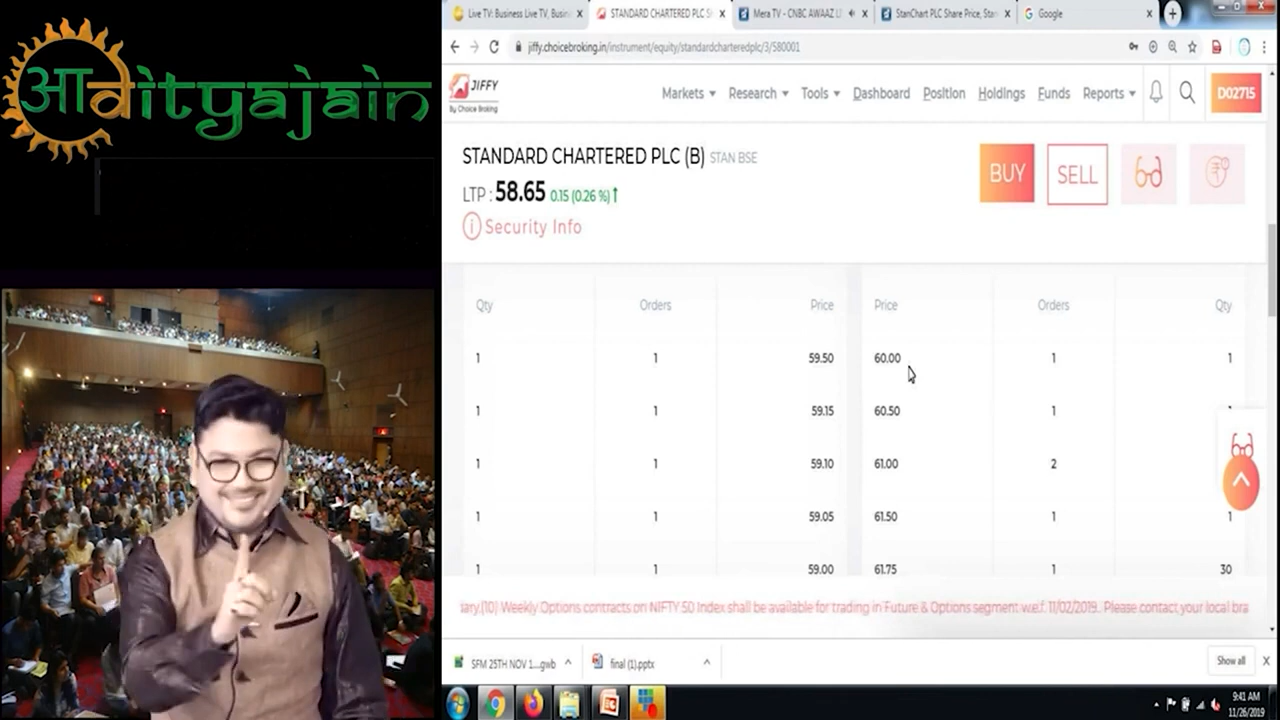 आdityajain
Live TV: Business Live TV, Busin
STANDARD CHARTERED PLC S
Mera TV - CNBC AWAAZ L
StanChart PLC Share Price, Stan
Google
jiffy.choicebroking.in/instrument/equity/standardcharteredplc/3/580001
JIFFY
By Choice Broking
Markets Research Tools Dashboard Position Holdings Funds Reports D02715
STANDARD CHARTERED PLC (B) STAN BSE
LTP : 58.65 0.15 (0.26 %)↑
Security Info
BUY SELL
Qty Orders Price Price Orders Qty
1 1 59.50 60.00 1 1
1 1 59.15 60.50 1
1 1 59.10 61.00 2
1 1 59.05 61.50 1 1
1 1 59.00 61.75 1 30
ary.(10) Weekly Options contracts on NIFTY 50 Index shall be available for trading in Future & Options segment w.e.f. 11/02/2019. Please contact your local bra
SFM 25TH NOV 1....gwb final (1).pptx Show all
9:41 AM
11/26/2019